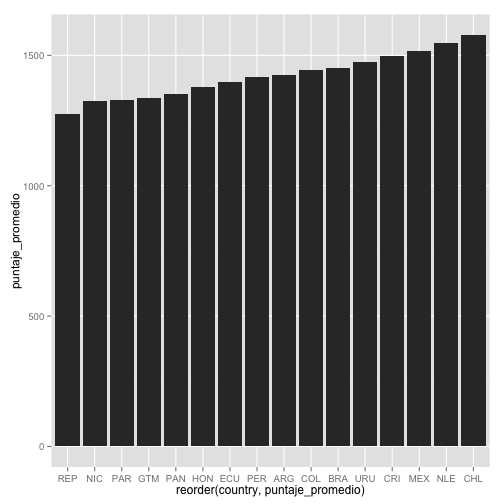 puntaje_promedio
1500
1000
500
0
REP NIC PAR GTM PAN HON ECU PER ARG COL BRA URU CRI MEX NLE CHL
reorder(country, puntaje_promedio)